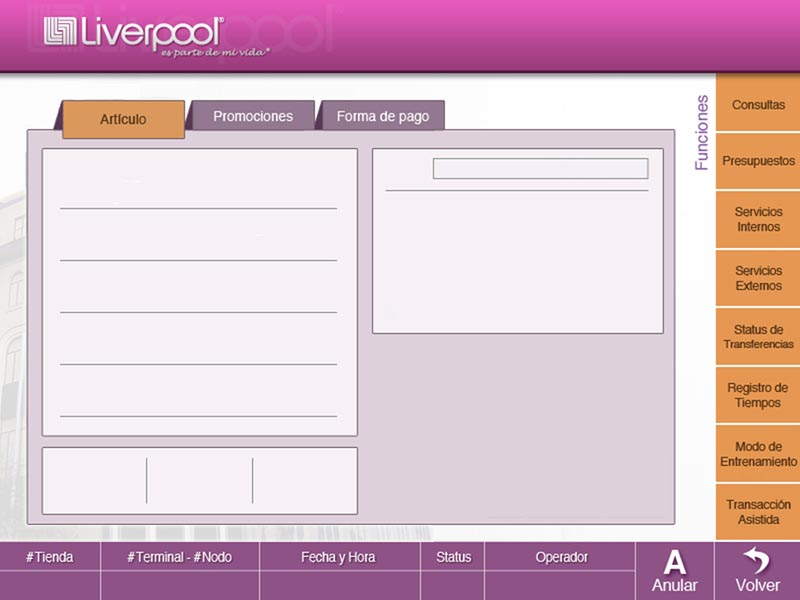 Liverpool®
es parte de mi vida®
Artículo
Promociones
Forma de pago
Funciones
Consultas
Presupuestos
Servicios
Internos
Servicios
Externos
Status de
Transferencias
Registro de
Tiempos
Modo de
Entrenamiento
Transacción
Asistida
#Tienda
#Terminal - #Nodo
Fecha y Hora
Status
Operador
A
Anular
Volver